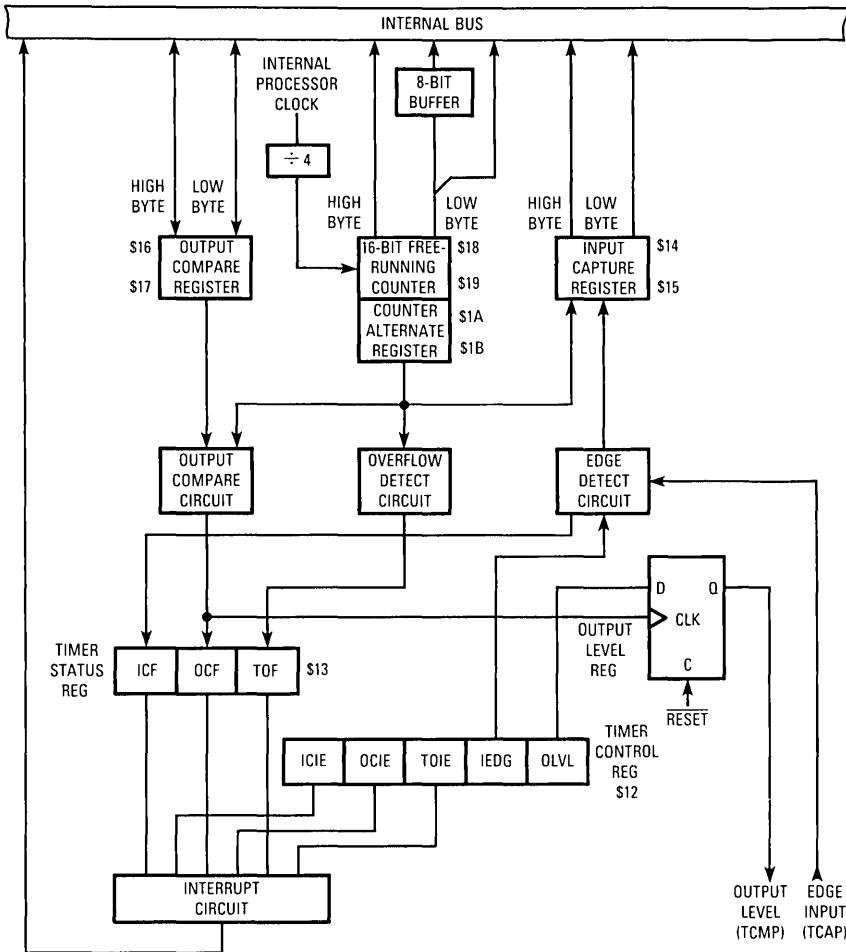 INTERNAL BUS
INTERNAL
PROCESSOR
CLOCK
8-BIT
BUFFER
÷ 4
HIGH
BYTE
LOW
BYTE
HIGH
BYTE
LOW
BYTE
HIGH
BYTE
LOW
BYTE
$16
$17
OUTPUT
COMPARE
REGISTER
16-BIT FREE-
RUNNING
COUNTER
$18
$19
COUNTER
ALTERNATE
REGISTER
$1A
$1B
INPUT
CAPTURE
REGISTER
$14
$15
OUTPUT
COMPARE
CIRCUIT
OVERFLOW
DETECT
CIRCUIT
EDGE
DETECT
CIRCUIT
D Q
CLK
C
OUTPUT
LEVEL
REG
RESET
TIMER
STATUS
REG
ICF OCF TOF $13
ICIE OCIE TOIE IEDG OLVL
TIMER
CONTROL
REG
$12
INTERRUPT
CIRCUIT
OUTPUT
LEVEL
(TCMP)
EDGE
INPUT
(TCAP)